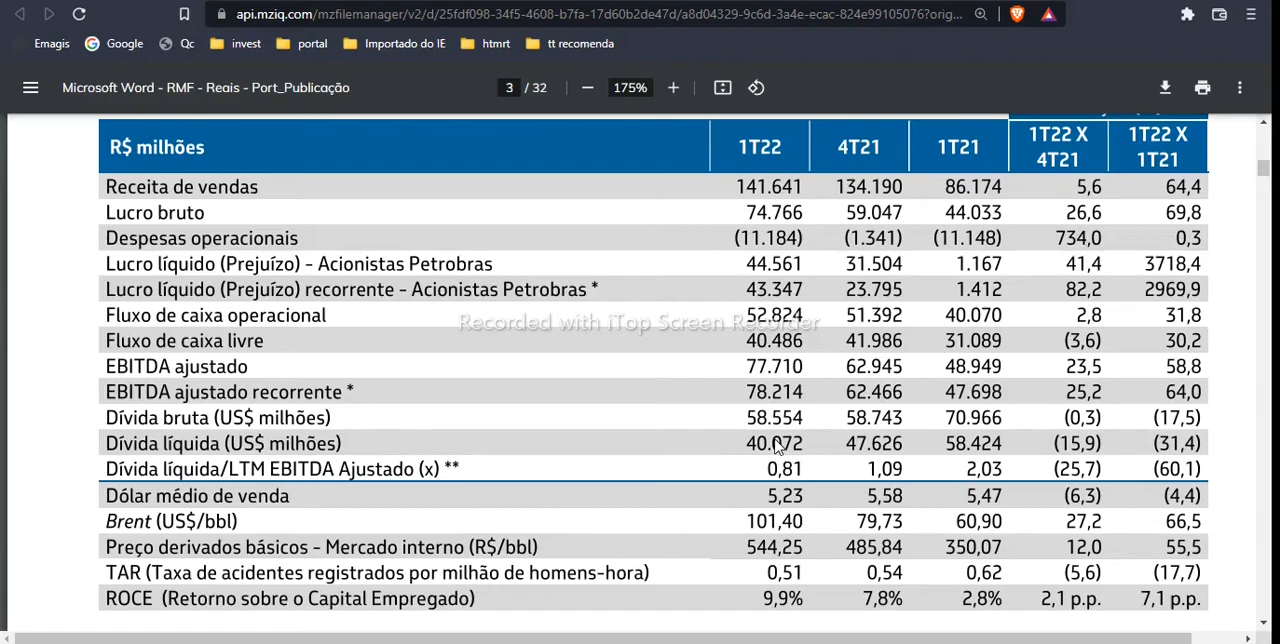 api.mziq.com/mzfilemanager/v2/d/25fdf098-34f5-4608-b7fa-17d60b2de47d/a8d04329-9c6d-3a4e-ecac-824e99105076?orig...
Emagis Google Qc invest portal Importado do IE htmrt tt recomenda
Microsoft Word - RMF - Reais - Port_Publicação 3 / 32 175%
R$ milhões 1T22 4T21 1T21 1T22 X 4T21 1T22 X 1T21
Receita de vendas 141.641 134.190 86.174 5,6 64,4
Lucro bruto 74.766 59.047 44.033 26,6 69,8
Despesas operacionais (11.184) (1.341) (11.148) 734,0 0,3
Lucro líquido (Prejuízo) - Acionistas Petrobras 44.561 31.504 1.167 41,4 3718,4
Lucro líquido (Prejuízo) recorrente - Acionistas Petrobras * 43.347 23.795 1.412 82,2 2969,9
Fluxo de caixa operacional 52.824 51.392 40.070 2,8 31,8
Recorded with iTop Screen Recorder
Fluxo de caixa livre 40.486 41.986 31.089 (3,6) 30,2
EBITDA ajustado 77.710 62.945 48.949 23,5 58,8
EBITDA ajustado recorrente * 78.214 62.466 47.698 25,2 64,0
Dívida bruta (US$ milhões) 58.554 58.743 70.966 (0,3) (17,5)
Dívida líquida (US$ milhões) 47.626 58.424 (15,9) (31,4)
Dívida líquida/LTM EBITDA Ajustado (x) ** 0,81 1,09 2,03 (25,7) (60,1)
Dólar médio de venda 5,23 5,58 5,47 (6,3) (4,4)
Brent (US$/bbl) 101,40 79,73 60,90 27,2 66,5
Preço derivados básicos - Mercado interno (R$/bbl) 544,25 485,84 350,07 12,0 55,5
TAR (Taxa de acidentes registrados por milhão de homens-hora) 0,51 0,54 0,62 (5,6) (17,7)
ROCE (Retorno sobre o Capital Empregado) 9,9% 7,8% 2,8% 2,1 p.p. 7,1 p.p.